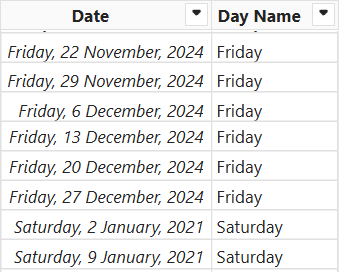 Date Day Name
Friday, 22 November, 2024 Friday
Friday, 29 November, 2024 Friday
Friday, 6 December, 2024 Friday
Friday, 13 December, 2024 Friday
Friday, 20 December, 2024 Friday
Friday, 27 December, 2024 Friday
Saturday, 2 January, 2021 Saturday
Saturday, 9 January, 2021 Saturday